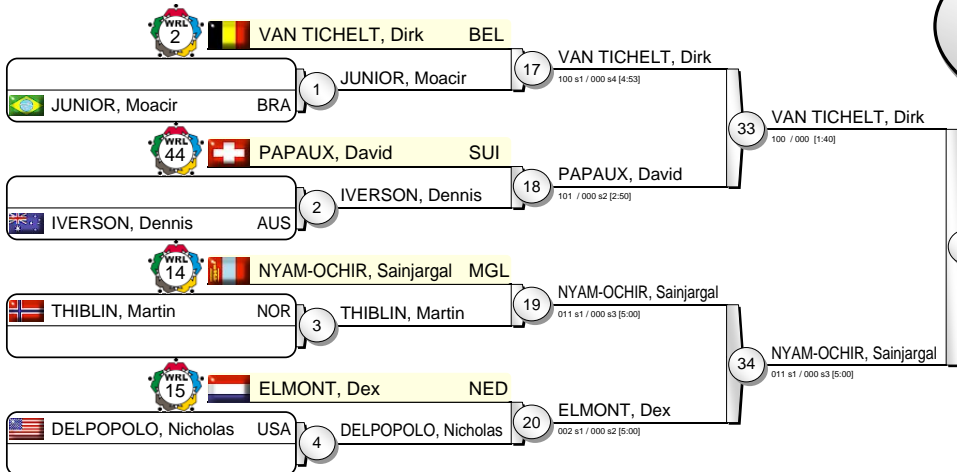 WRL
2
VAN TICHELT, Dirk BEL
JUNIOR, Moacir BRA
1
JUNIOR, Moacir
17
VAN TICHELT, Dirk
100 s1 / 000 s4 [4:53]
WRL
44
PAPAUX, David SUI
IVERSON, Dennis AUS
2
IVERSON, Dennis
18
PAPAUX, David
101 / 000 s2 [2:50]
33
VAN TICHELT, Dirk
100 / 000 [1:40]
WRL
14
NYAM-OCHIR, Sainjargal MGL
THIBLIN, Martin NOR
3
THIBLIN, Martin
19
NYAM-OCHIR, Sainjargal
011 s1 / 000 s3 [5:00]
WRL
15
ELMONT, Dex NED
DELPOPOLO, Nicholas USA
4
DELPOPOLO, Nicholas
20
ELMONT, Dex
002 s1 / 000 s2 [5:00]
34
NYAM-OCHIR, Sainjargal
011 s1 / 000 s3 [5:00]